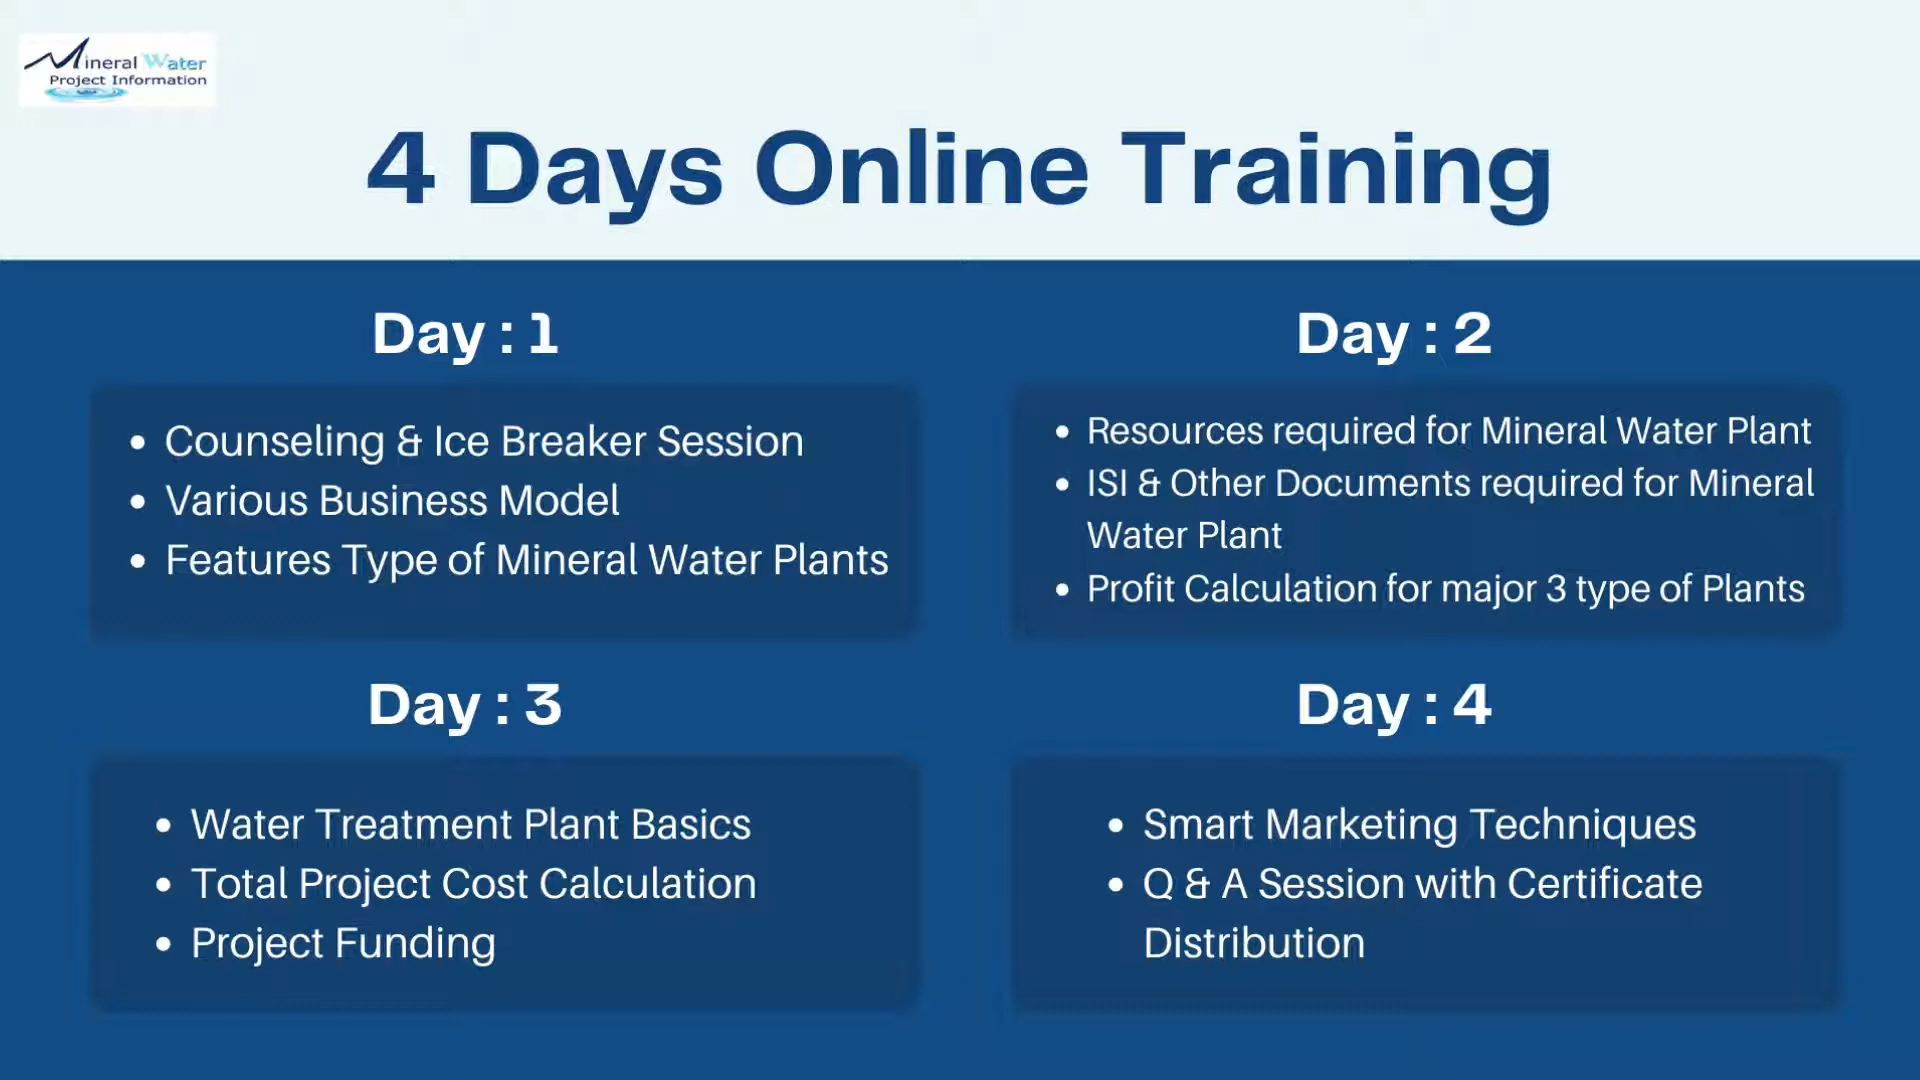 Mineral Water
Project Information
4 Days Online Training
Day : 1
• Counseling & Ice Breaker Session
• Various Business Model
• Features Type of Mineral Water Plants
Day : 2
• Resources required for Mineral Water Plant
• ISI & Other Documents required for Mineral
Water Plant
• Profit Calculation for major 3 type of Plants
Day : 3
• Water Treatment Plant Basics
• Total Project Cost Calculation
• Project Funding
Day : 4
• Smart Marketing Techniques
• Q & A Session with Certificate
Distribution